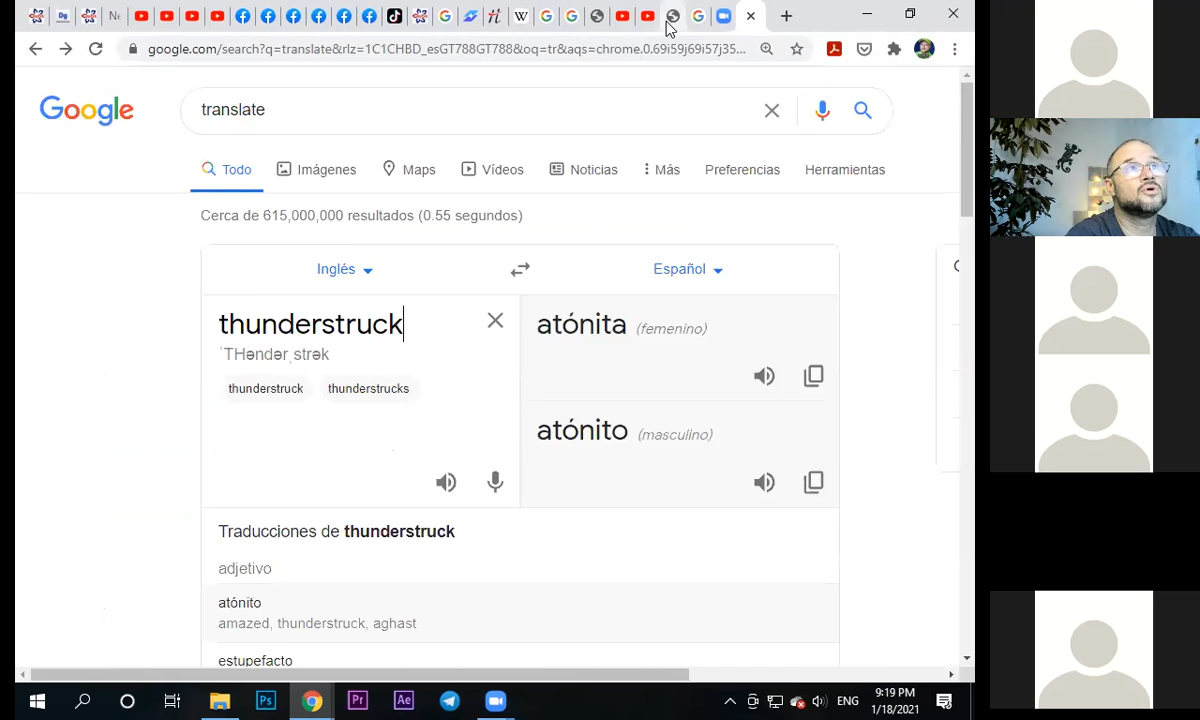 google.com/search?q=translate&rlz=1C1CHBD_esGT788GT788&oq=tr&aqs=chrome.0.69i59j69i57j35...
Google
translate
Todo
Imágenes
Maps
Vídeos
Noticias
Más
Preferencias
Herramientas
Cerca de 615,000,000 resultados (0.55 segundos)
Inglés
Español
thunderstruck
ˈTHəndərˌstrək
thunderstruck
thunderstrucks
atónita (femenino)
atónito (masculino)
Traducciones de thunderstruck
adjetivo
atónito
amazed, thunderstruck, aghast
estupefacto
Ps
Pr
Ae
ENG
9:19 PM
1/18/2021